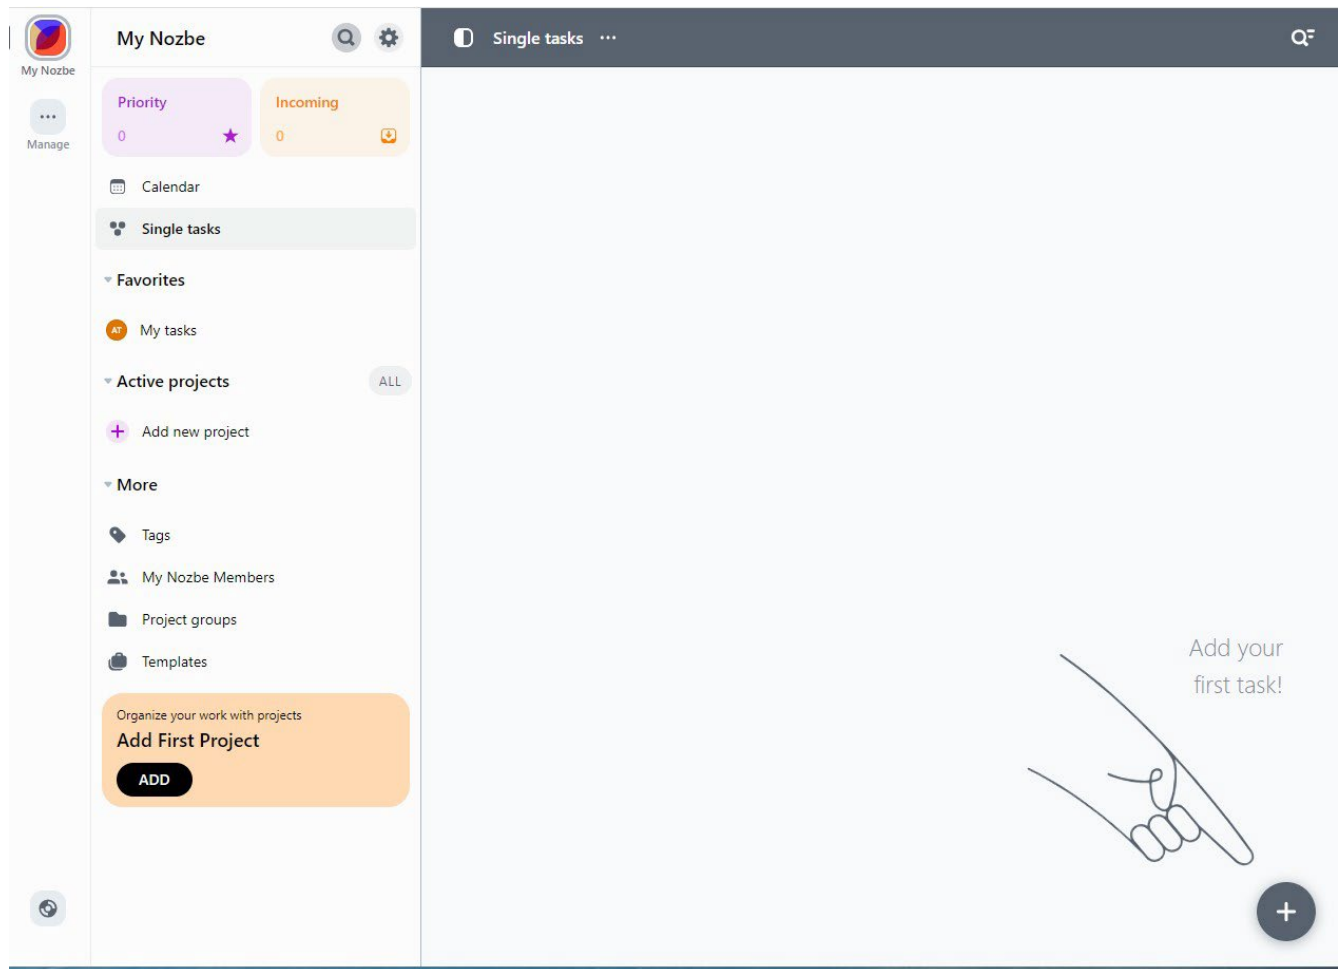 My Nozbe
Manage
My Nozbe
Priority
0
Incoming
0
Calendar
Single tasks
Favorites
AT
My tasks
Active projects
ALL
Add new project
More
Tags
My Nozbe Members
Project groups
Templates
Organize your work with projects
Add First Project
ADD
Single tasks
Add your
first task!